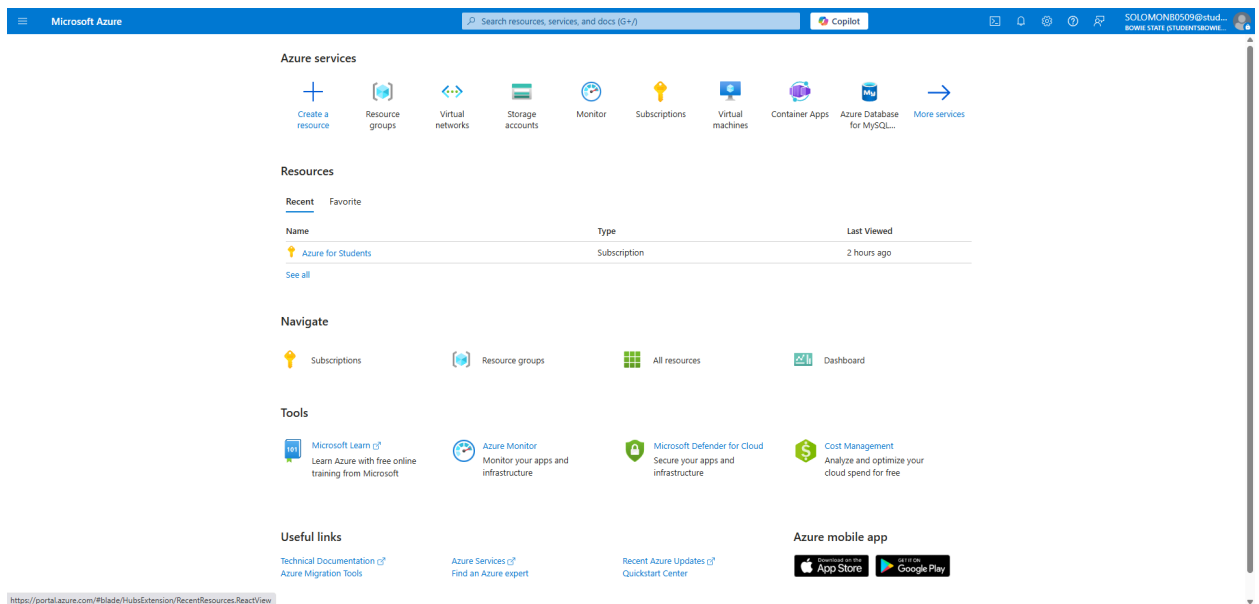 Microsoft Azure
Search resources, services, and docs (G+/)
Copilot
SOLOMONB0509@stud...
BOWIE STATE (STUDENTSBOWIE...
Azure services
Create a resource
Resource groups
Virtual networks
Storage accounts
Monitor
Subscriptions
Virtual machines
Container Apps
Azure Database for MySQL...
More services
My
Resources
Recent Favorite
Name Type Last Viewed
Azure for Students Subscription 2 hours ago
See all
Navigate
Subscriptions Resource groups All resources Dashboard
Tools
101
Microsoft Learn
Learn Azure with free online
training from Microsoft
Azure Monitor
Monitor your apps and
infrastructure
Microsoft Defender for Cloud
Secure your apps and
infrastructure
Cost Management
Analyze and optimize your
cloud spend for free
Useful links
Technical Documentation Azure Services Recent Azure Updates
Azure Migration Tools Find an Azure expert Quickstart Center
Azure mobile app
Download on the
App Store
GET IT ON
Google Play
https://portal.azure.com/#blade/HubsExtension/RecentResources.ReactView